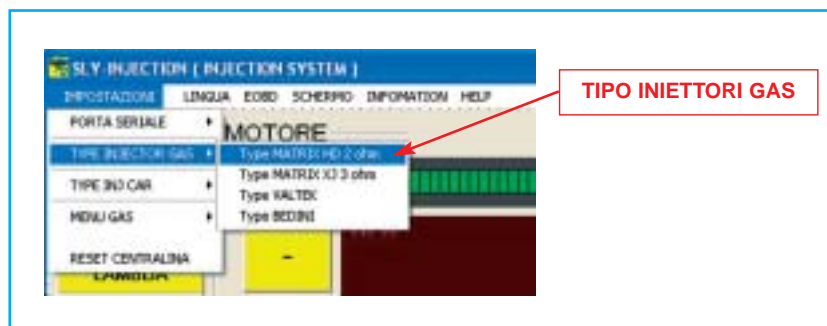 SLY-INJECTION ( INJECTION SYSTEM )
IMPOSTAZIONI LINGUA EOBD SCHERMO INFOMATION HELP
PORTA SERIALE
MOTORE
TYPE INJECTOR GAS
Type MATRIX HD 2 ohm
Type MATRIX XJ 3 ohm
TYPE INJ CAR
Type VALTEK
MENU GAS
Type BEDINI
RESET CENTRALINA
LAMBDA
-
TIPO INIETTORI GAS